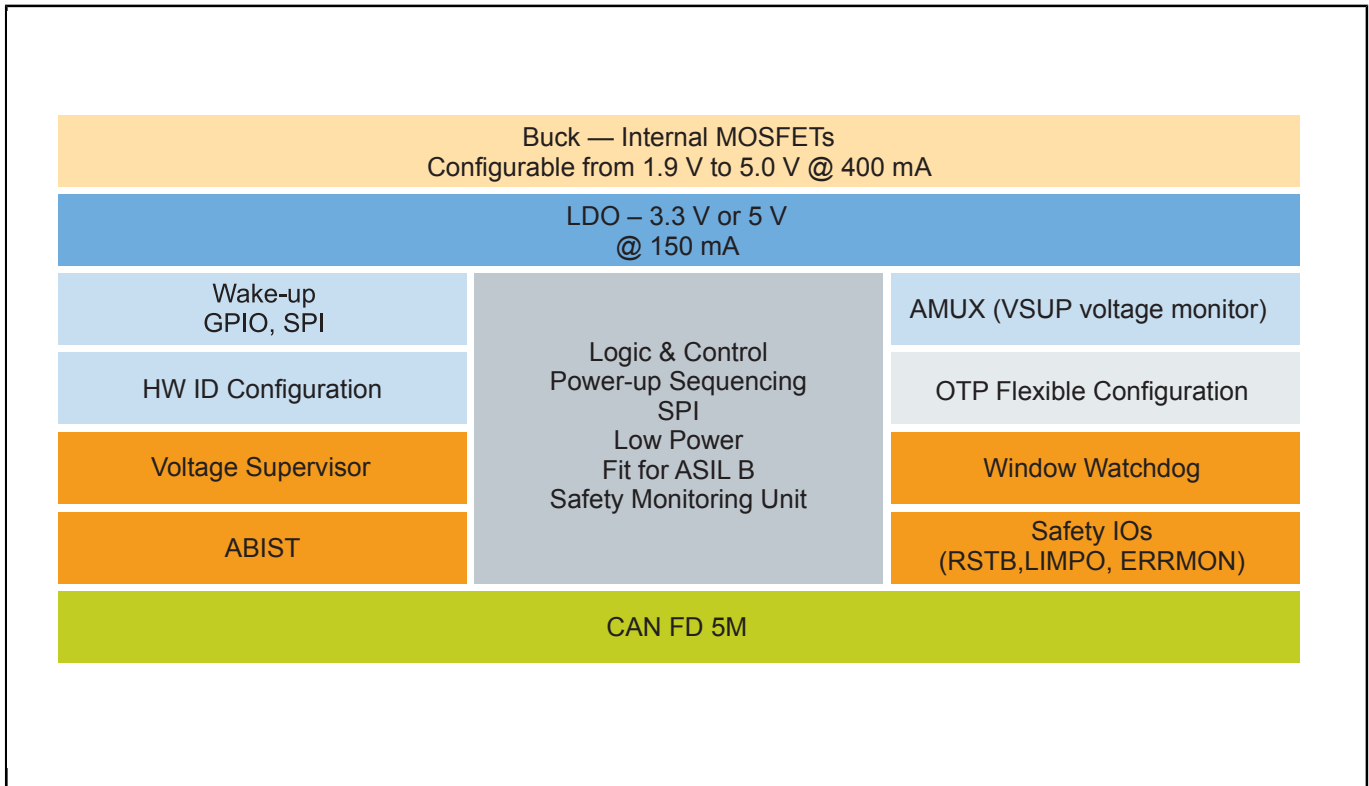 Buck — Internal MOSFETs
Configurable from 1.9 V to 5.0 V @ 400 mA
LDO – 3.3 V or 5 V
@ 150 mA
Wake-up
GPIO, SPI
HW ID Configuration
Voltage Supervisor
ABIST
Logic & Control
Power-up Sequencing
SPI
Low Power
Fit for ASIL B
Safety Monitoring Unit
AMUX (VSUP voltage monitor)
OTP Flexible Configuration
Window Watchdog
Safety IOs
(RSTB,LIMPO, ERRMON)
CAN FD 5M